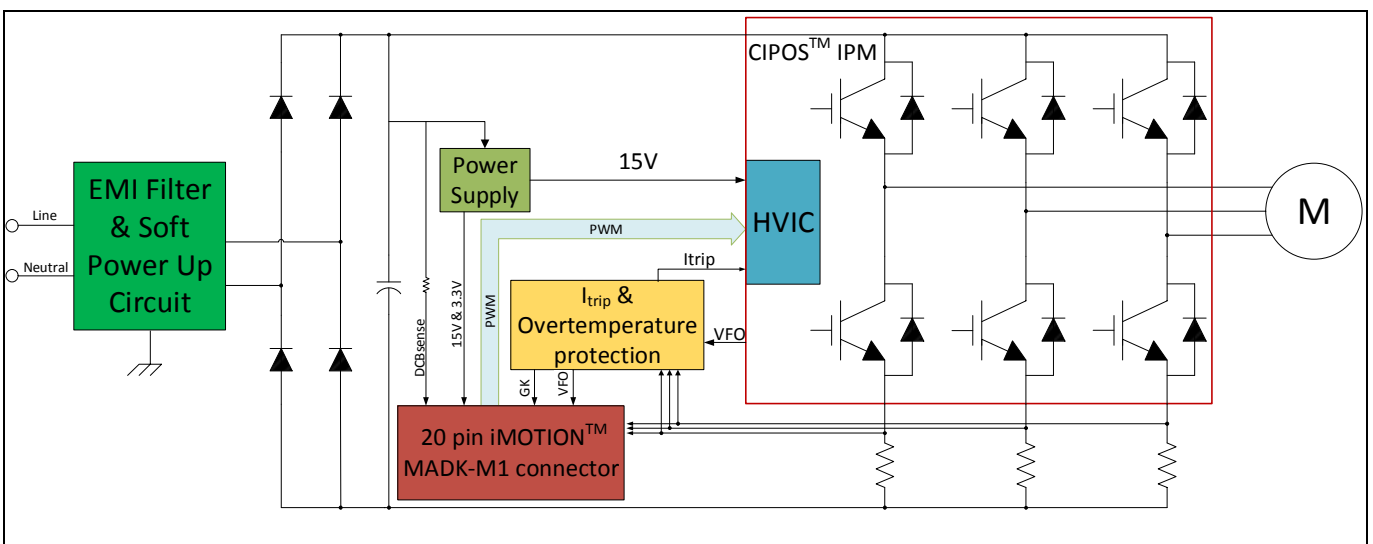 CIPOS™ IPM
EMI Filter
& Soft
Power Up
Circuit
Line
Neutral
Power
Supply
15V
HVIC
PWM
M
Itrip
Itrip &
Overtemperature
protection
VFO
DCBsense
15V & 3.3V
PWM
GK
VFO
20 pin iMOTION™
MADK-M1 connector